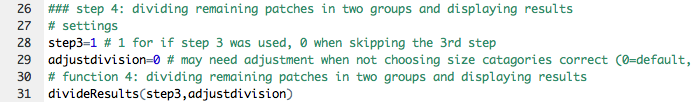 26 ### step 4: dividing remaining patches in two groups and displaying results
27 # settings
28 step3=1 # 1 for if step 3 was used, 0 when skipping the 3rd step
29 adjustdivision=0 # may need adjustment when not choosing size catagories correct (0=default,
30 # function 4: dividing remaining patches in two groups and displaying results
31 divideResults(step3,adjustdivision)